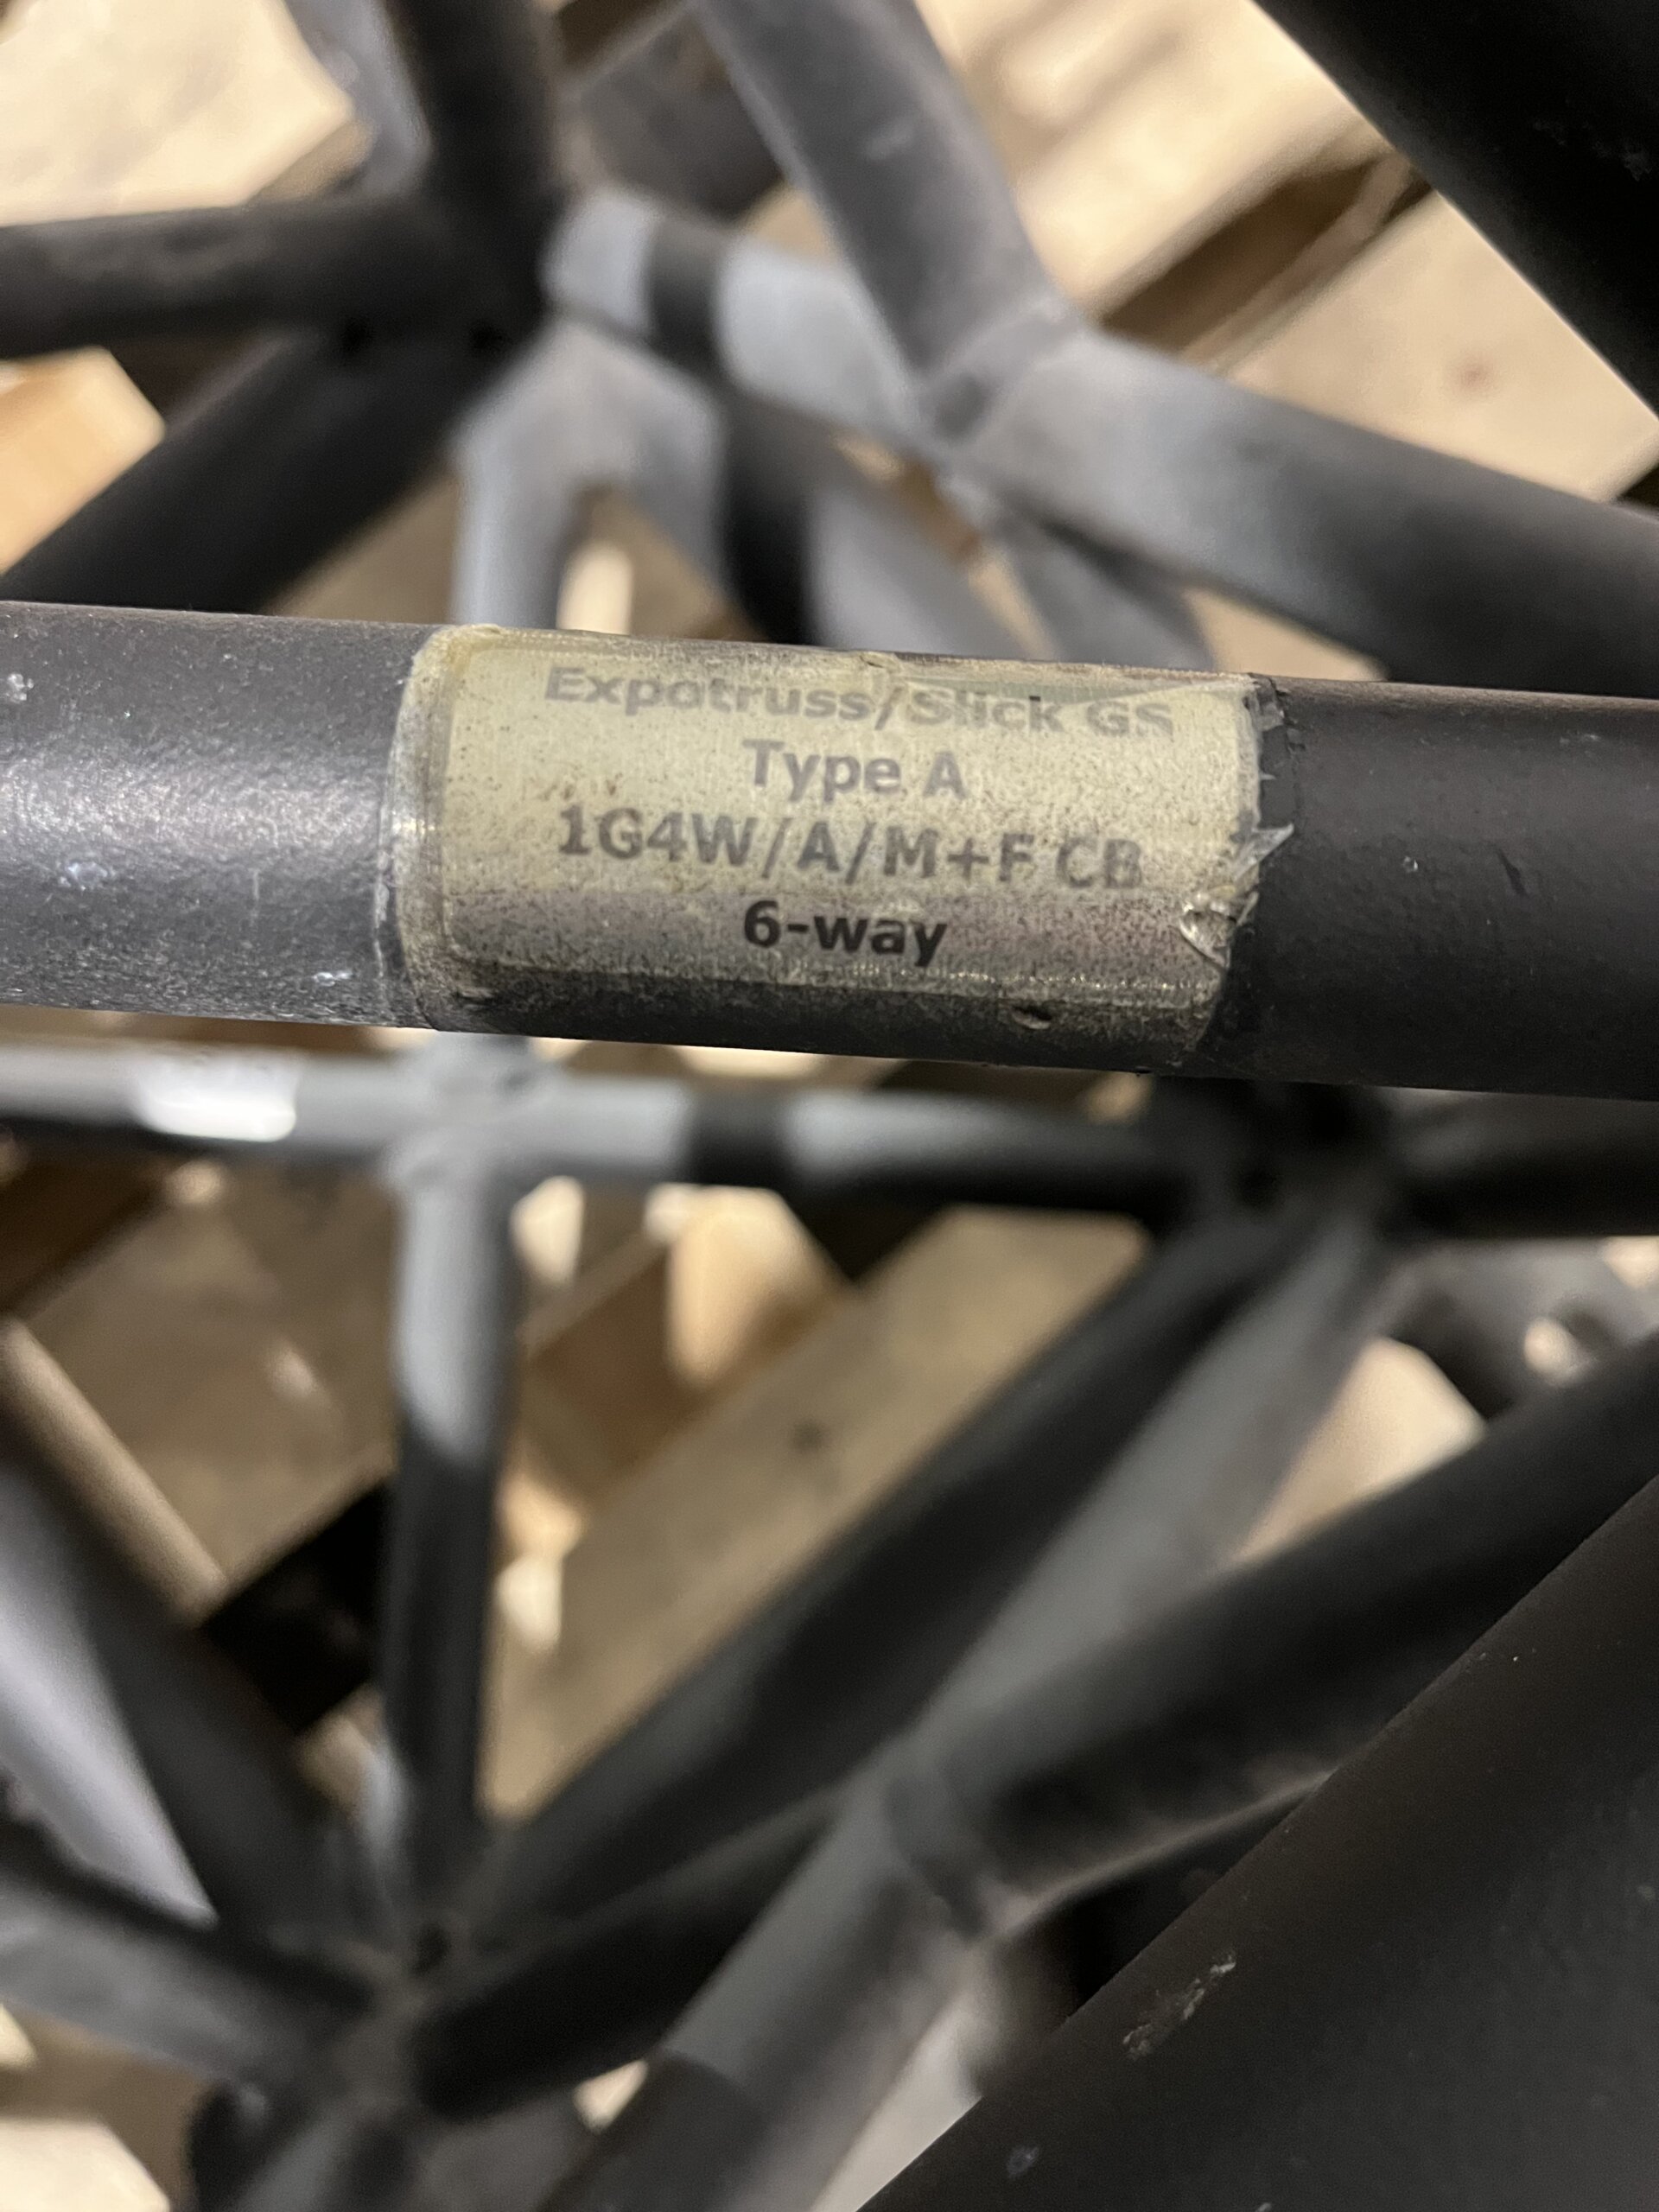 Expotruss/Slick GS
Type A
1G4W/A/M+F CB
6-way